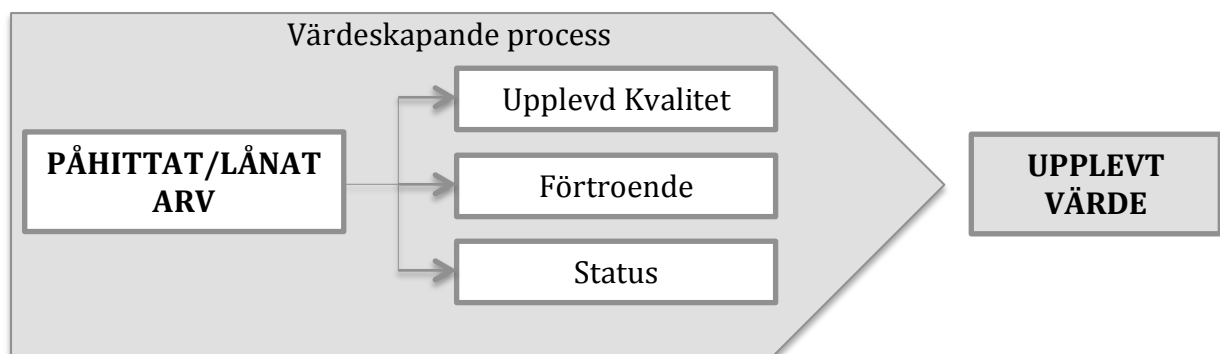 Värdeskapande process
Upplevd Kvalitet
PÅHITTAT/LÅNAT
ARV
Förtroende
Status
UPPLEVT
VÄRDE